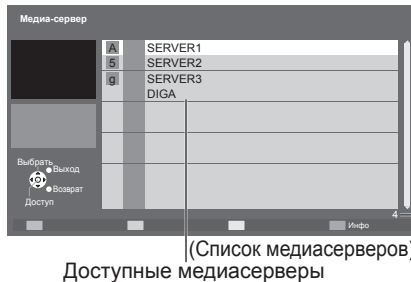 Медиа-сервер
A SERVER1
5 SERVER2
g SERVER3
DIGA
Выбрать
Выход
Возврат
Доступ
4
Инфо
(Список медиасерверов)
Доступные медиасерверы